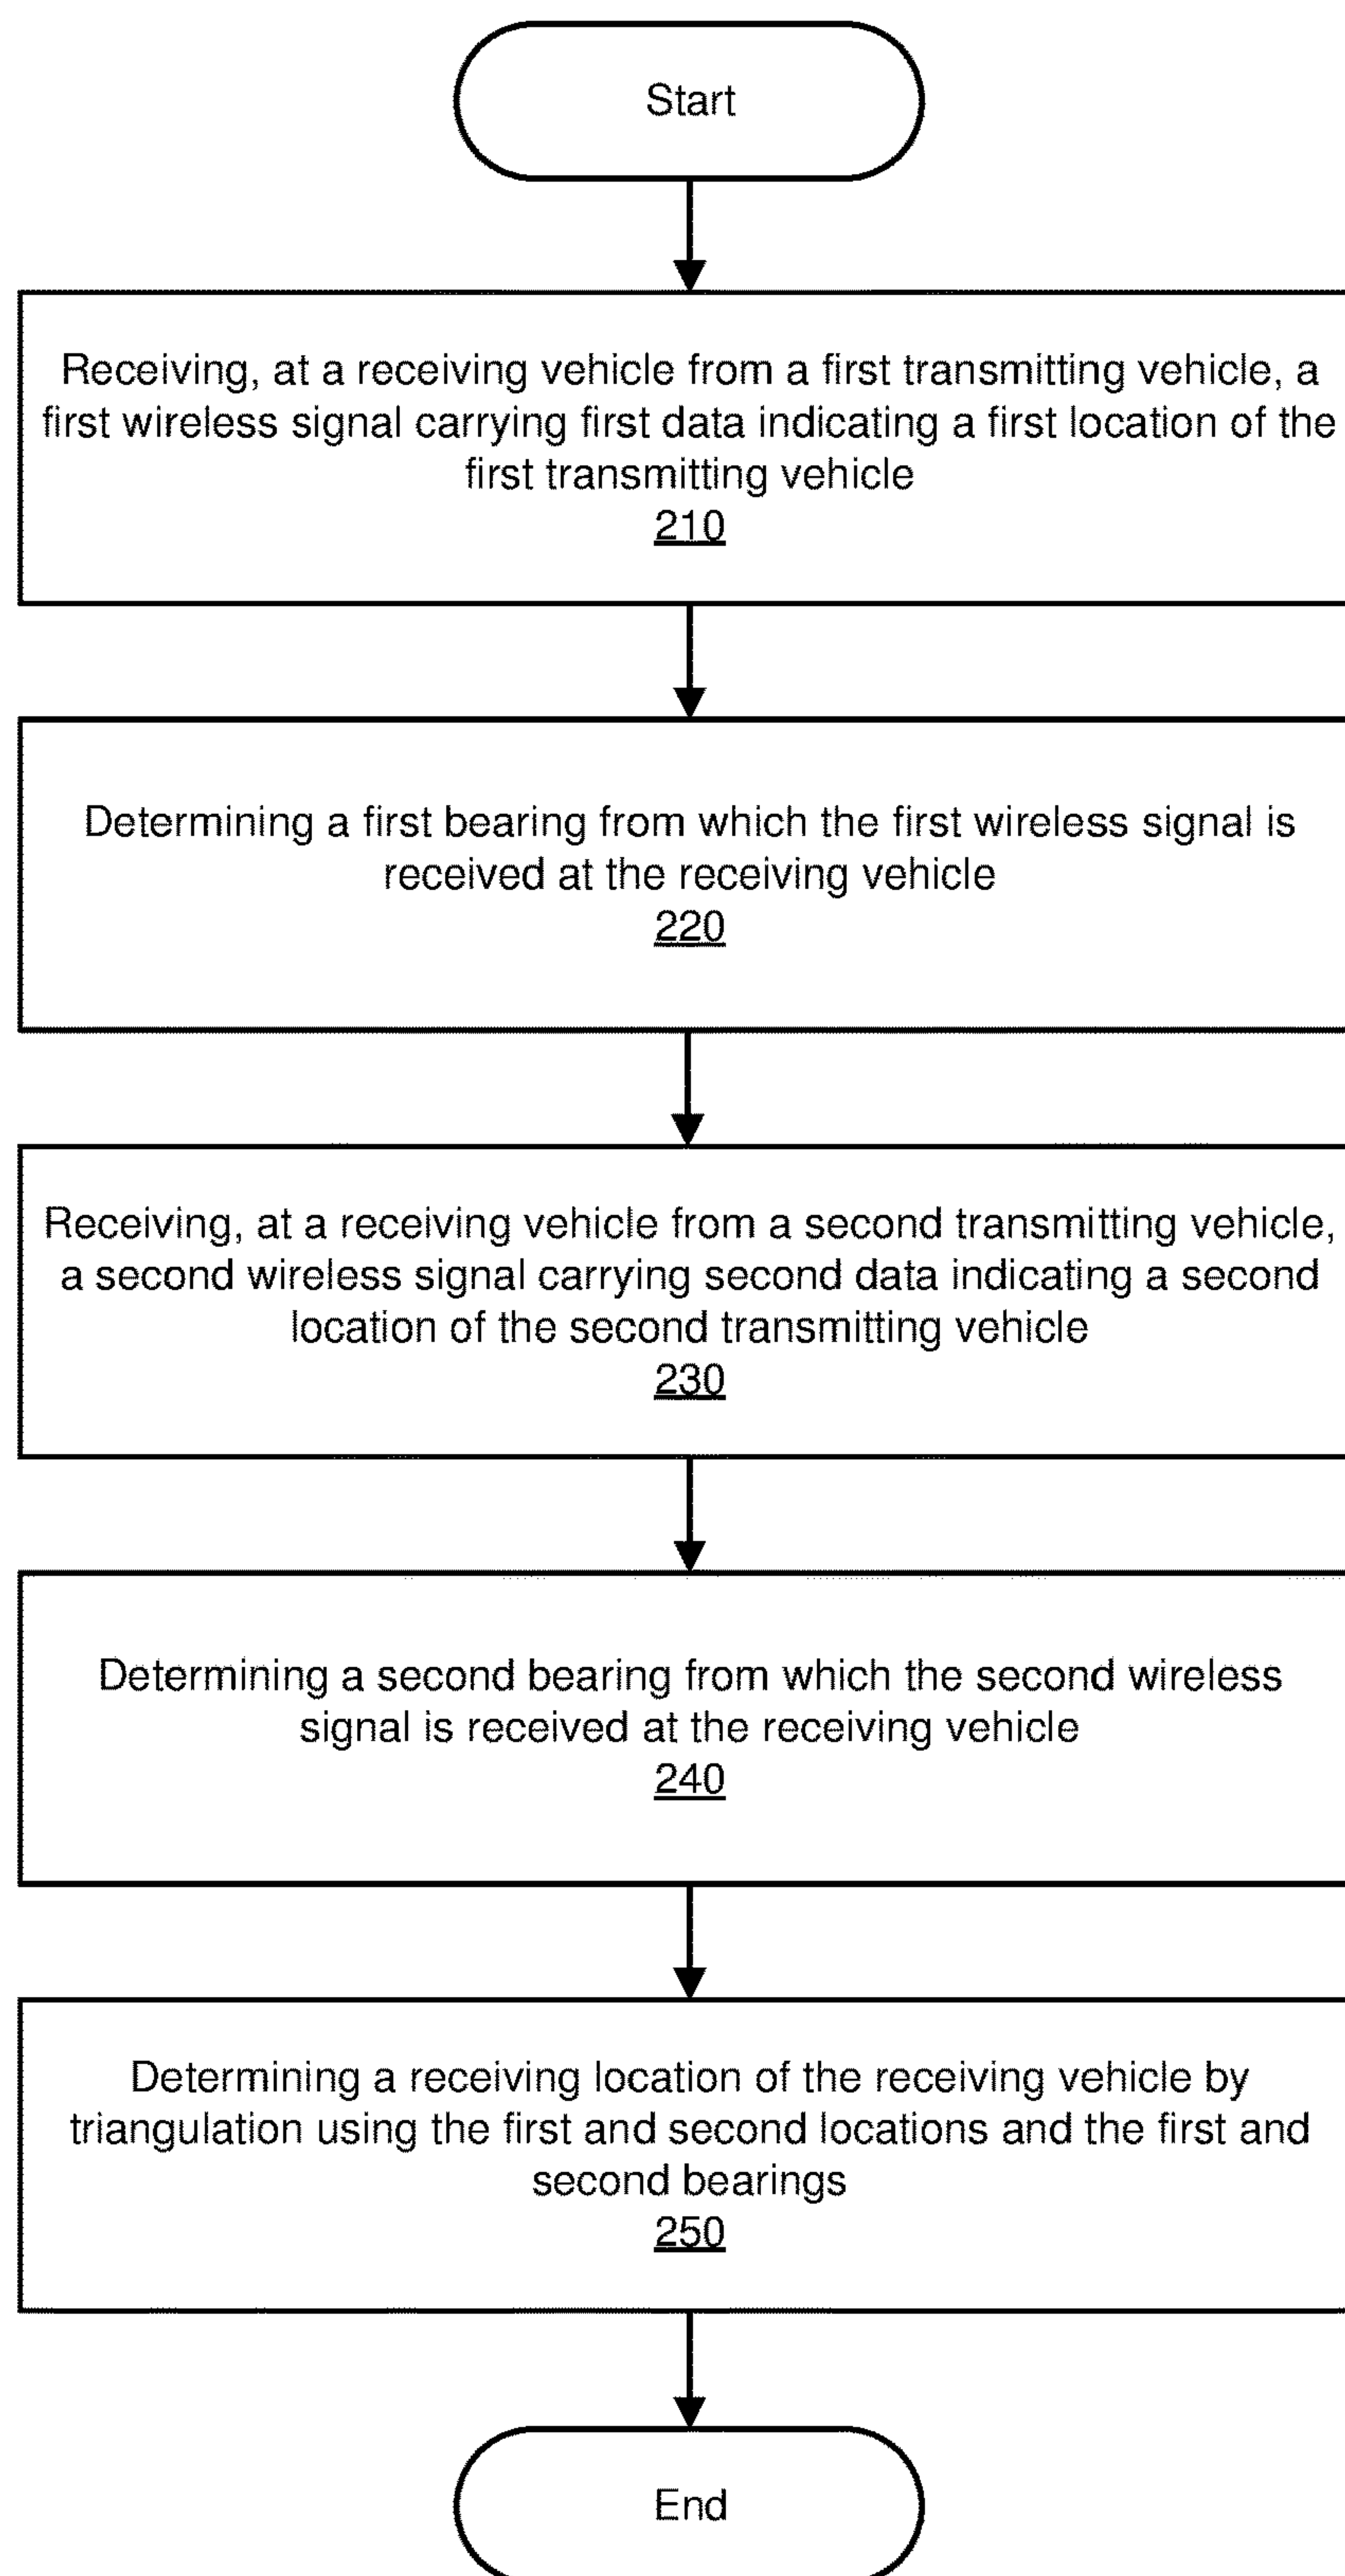 Start
Receiving, at a receiving vehicle from a first transmitting vehicle, a
first wireless signal carrying first data indicating a first location of the
first transmitting vehicle
210
Determining a first bearing from which the first wireless signal is
received at the receiving vehicle
220
Receiving, at a receiving vehicle from a second transmitting vehicle,
a second wireless signal carrying second data indicating a second
location of the second transmitting vehicle
230
Determining a second bearing from which the second wireless
signal is received at the receiving vehicle
240
Determining a receiving location of the receiving vehicle by
triangulation using the first and second locations and the first and
second bearings
250
End